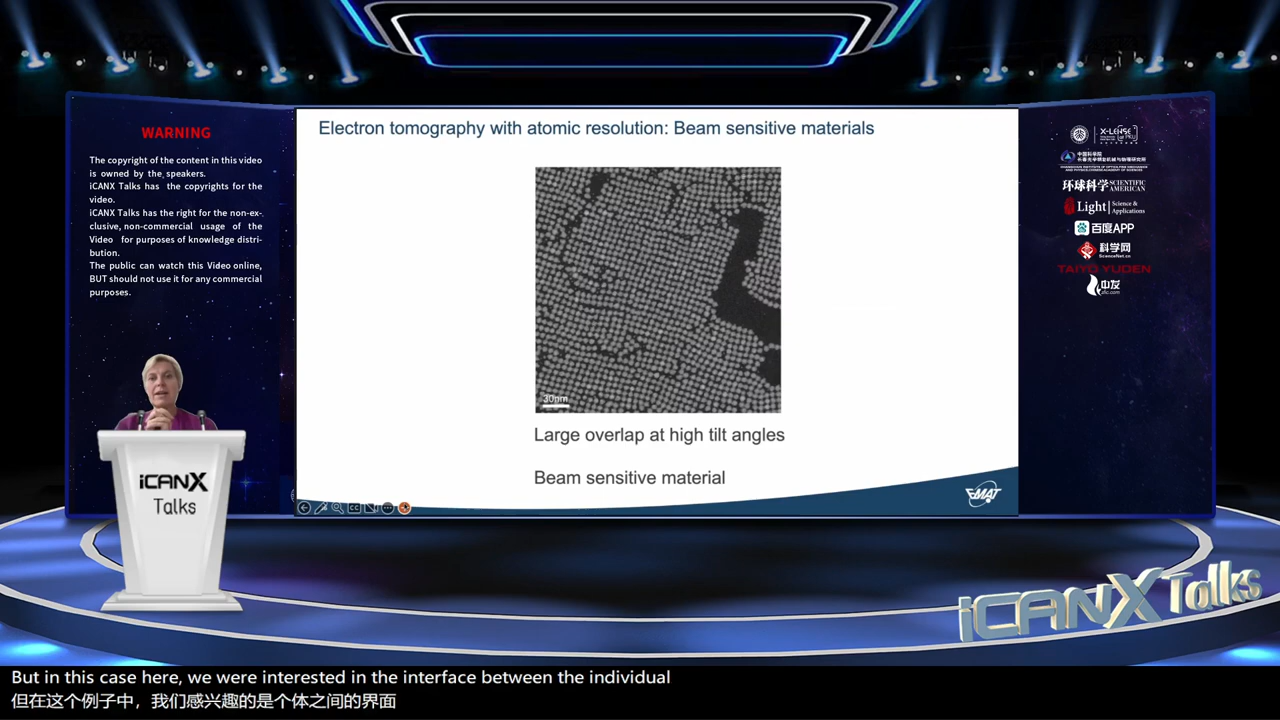 WARNING
The copyright of the content in this video
is owned by the speakers.
iCANX Talks has the copyrights for the
video.
iCANX Talks has the right for the non-ex-
clusive, non-commercial usage of the
Video for purposes of knowledge distri-
bution.
The public can watch this Video online,
BUT should not use it for any commercial
purposes.
Electron tomography with atomic resolution: Beam sensitive materials
30nm
Large overlap at high tilt angles
Beam sensitive material
EMAT
X-LENSE
环球科学 SCIENTIFIC AMERICAN
Light Science & Applications
百度APP
科学网
ScienceNet.cn
TAIYO YUDEN
中友
iCANX
Talks
iCANX Talks
But in this case here, we were interested in the interface between the individual
但在这个例子中，我们感兴趣的是个体之间的界面